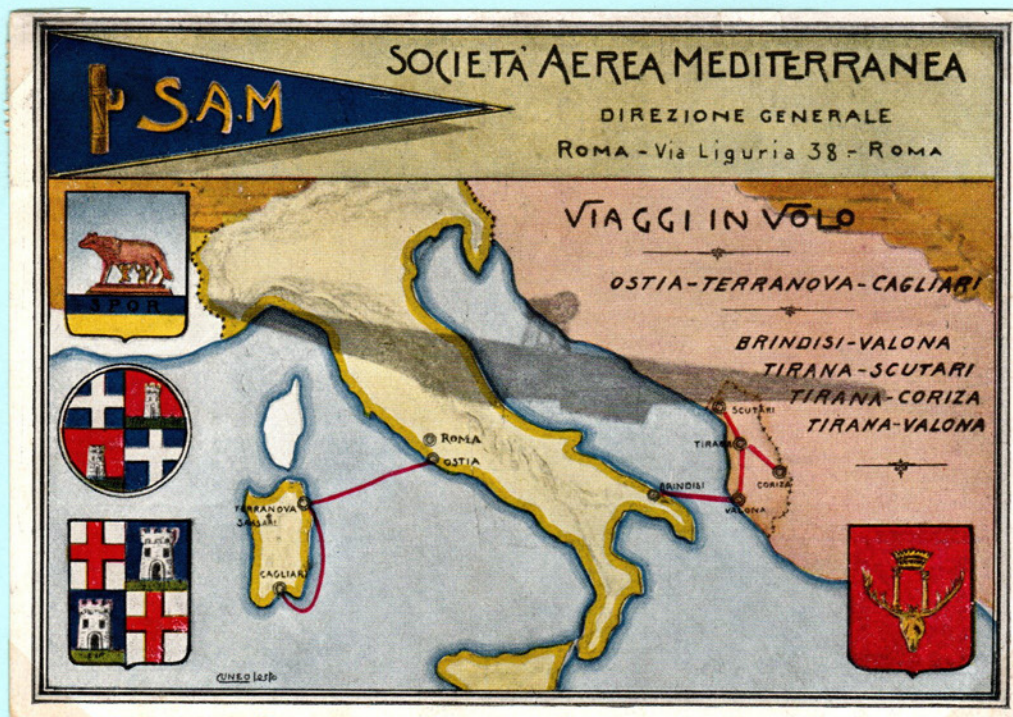 S.A.M
SOCIETÀ AEREA MEDITERRANEA
DIREZIONE GENERALE
ROMA - Via Liguria 38 - ROMA
VIAGGI IN VOLO
OSTIA-TERRANOVA-CAGLIARI
BRINDISI-VALONA
TIRANA-SCUTARI
TIRANA-CORIZA
TIRANA-VALONA
SPQR
SCUTARI
ROMA
TIRANA
OSTIA
CORIZA
BRINDISI
VALONA
TERRANOVA
SASSARI
CAGLIARI
CUNEO